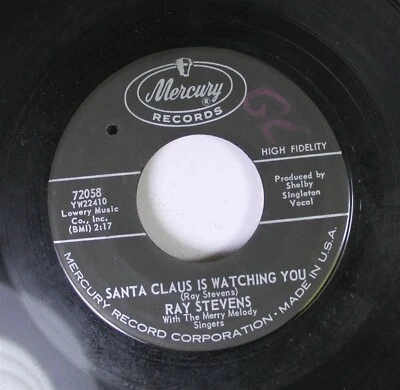 Mercury
®
RECORDS
GL
HIGH FIDELITY
72058
YW22410
Lowery Music
Co., Inc.
(BMI) 2:17
Produced by
Shelby
Singleton
Vocal
SANTA CLAUS IS WATCHING YOU
(Ray Stevens)
RAY STEVENS
With The Merry Melody
Singers
MERCURY RECORD CORPORATION • MADE IN U.S.A.